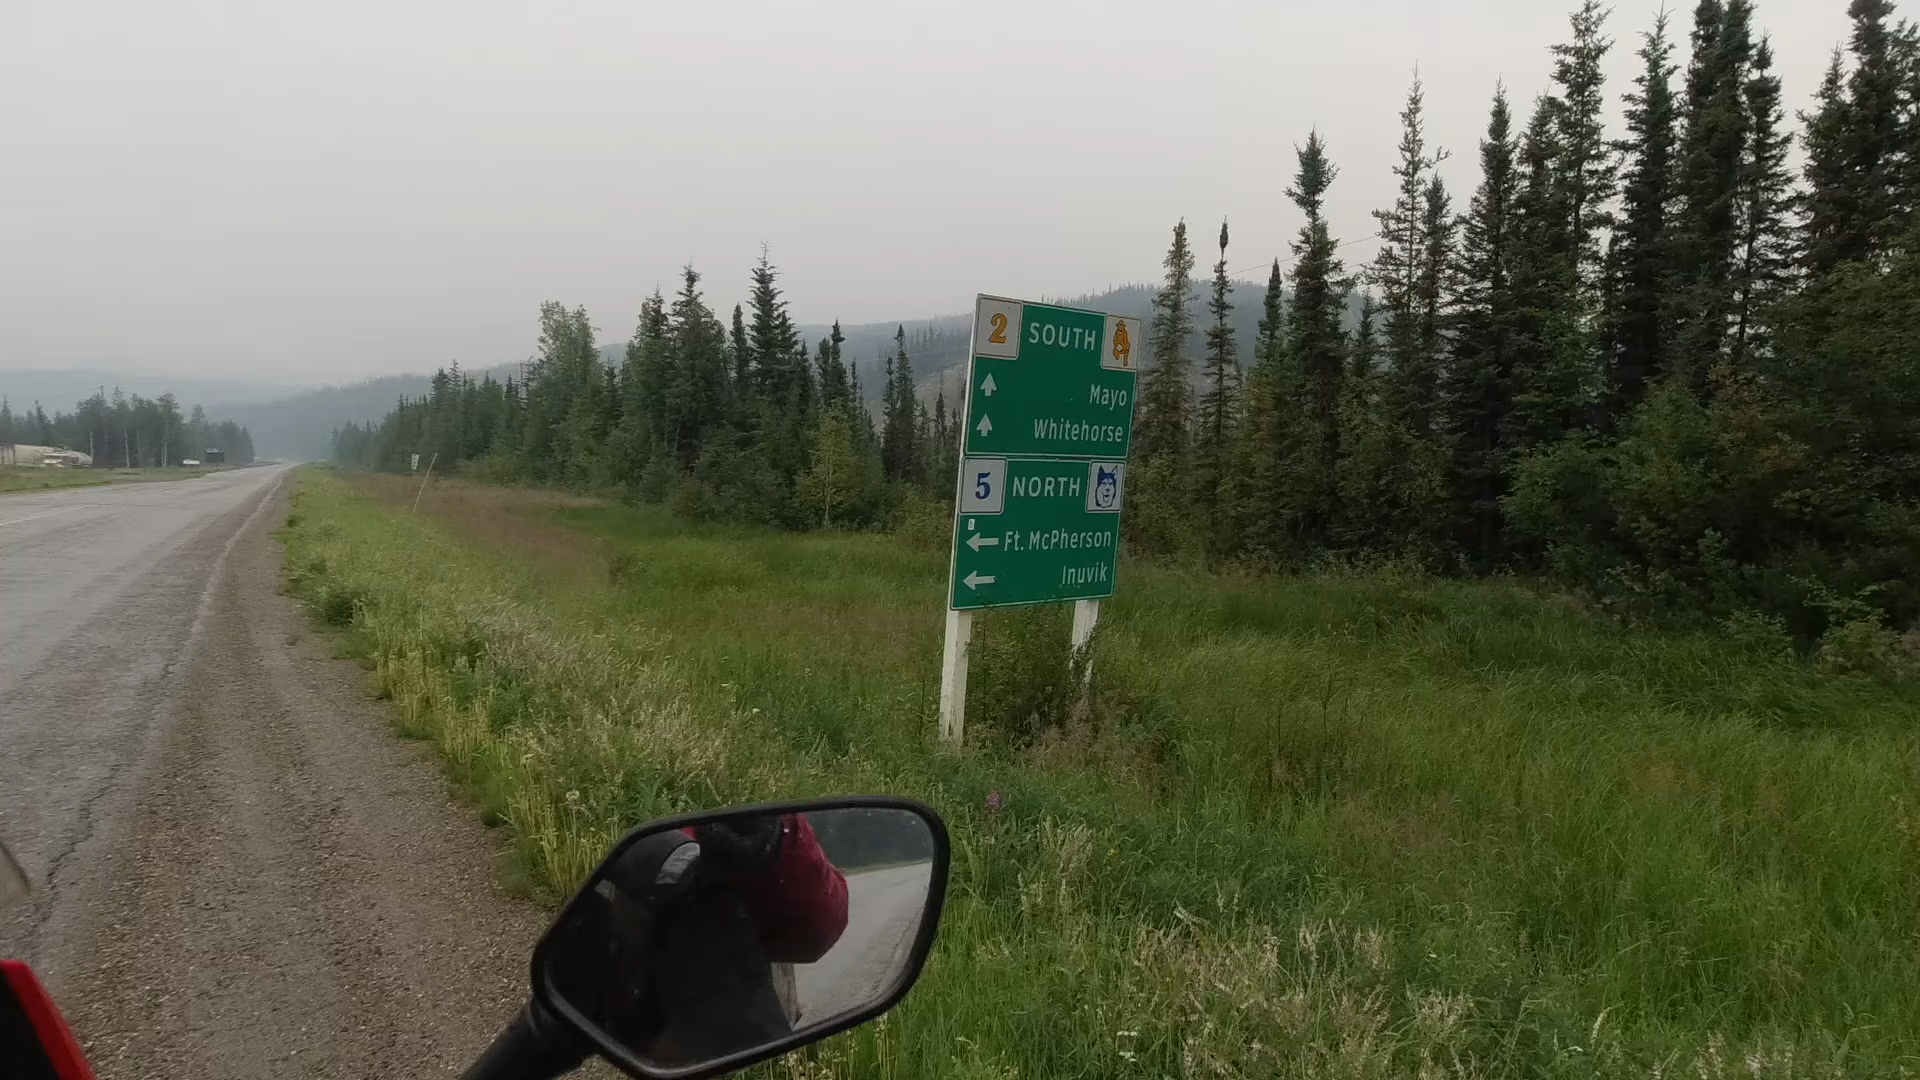 2 SOUTH
Mayo
Whitehorse
5 NORTH
Ft. McPherson
Inuvik